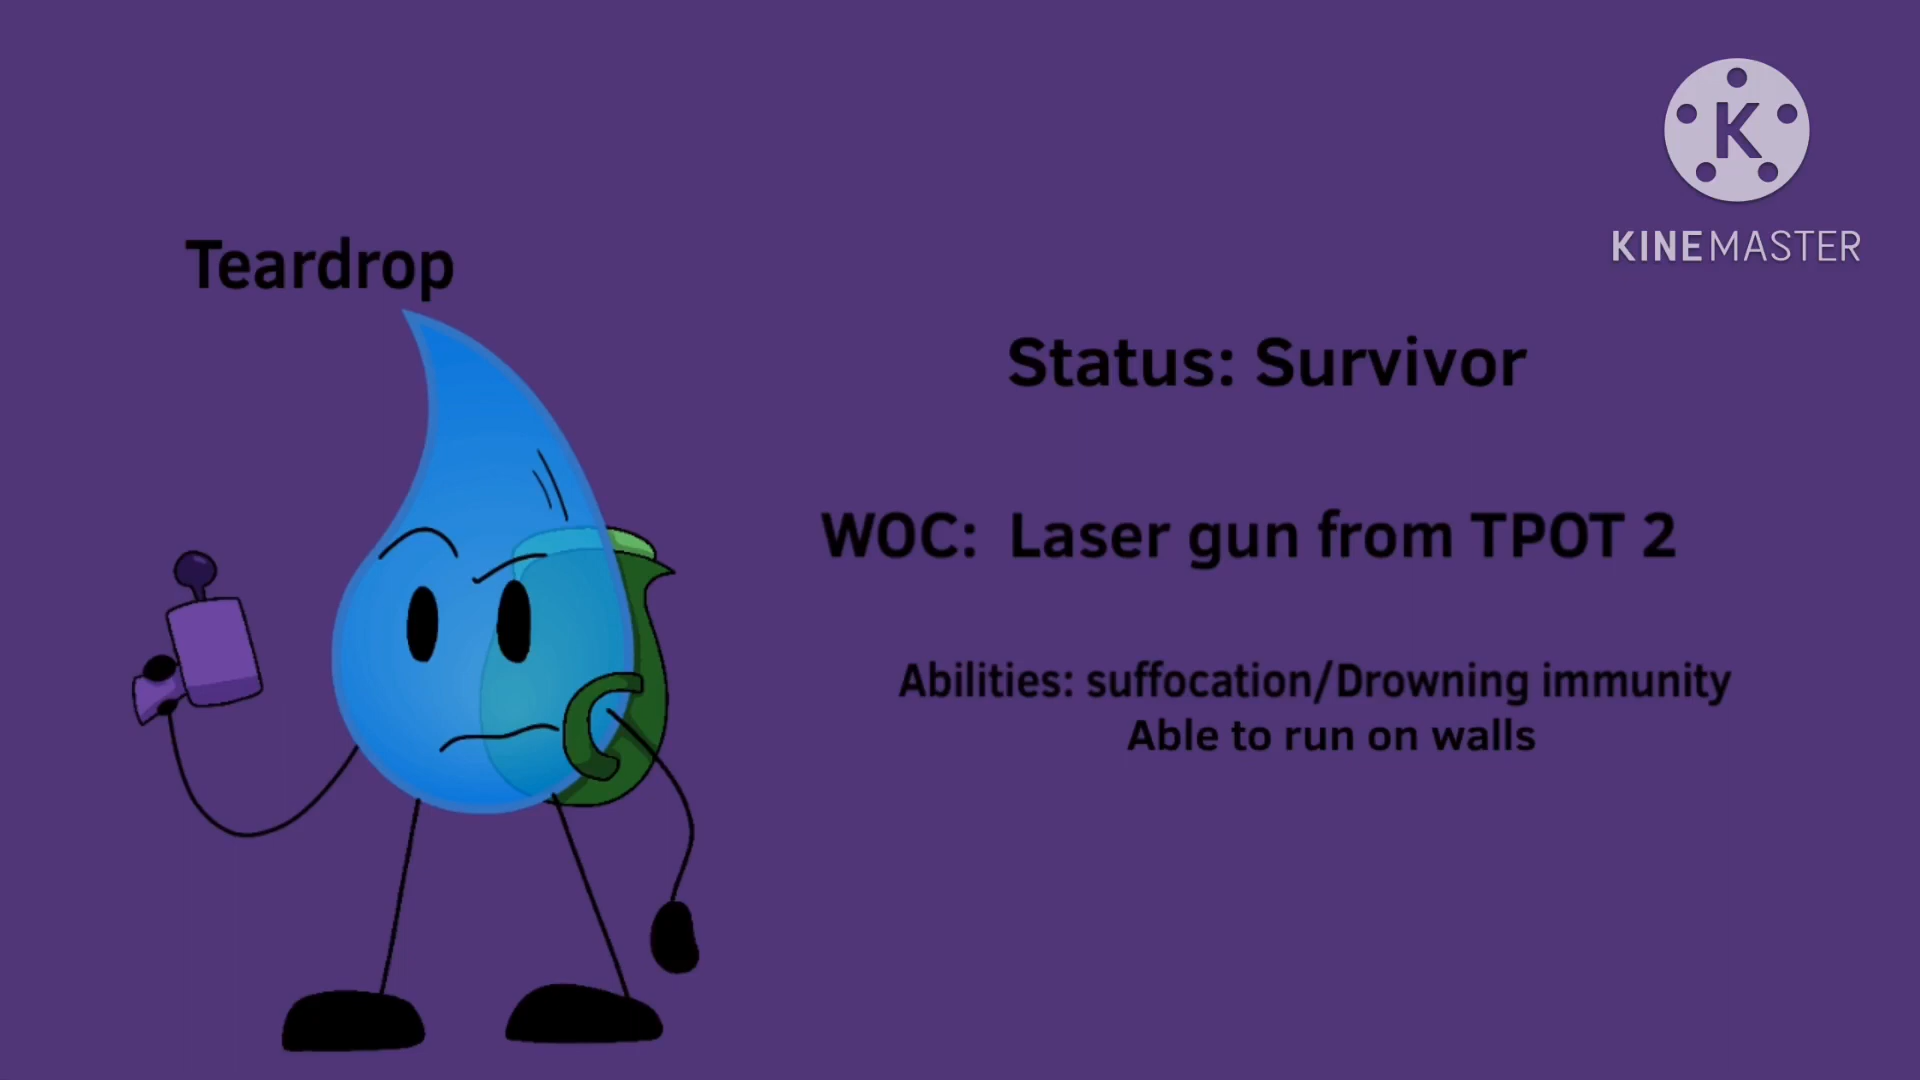 K
KINEMASTER
Teardrop
Status: Survivor
WOC: Laser gun from TPOT 2
Abilities: suffocation/Drowning immunity
Able to run on walls